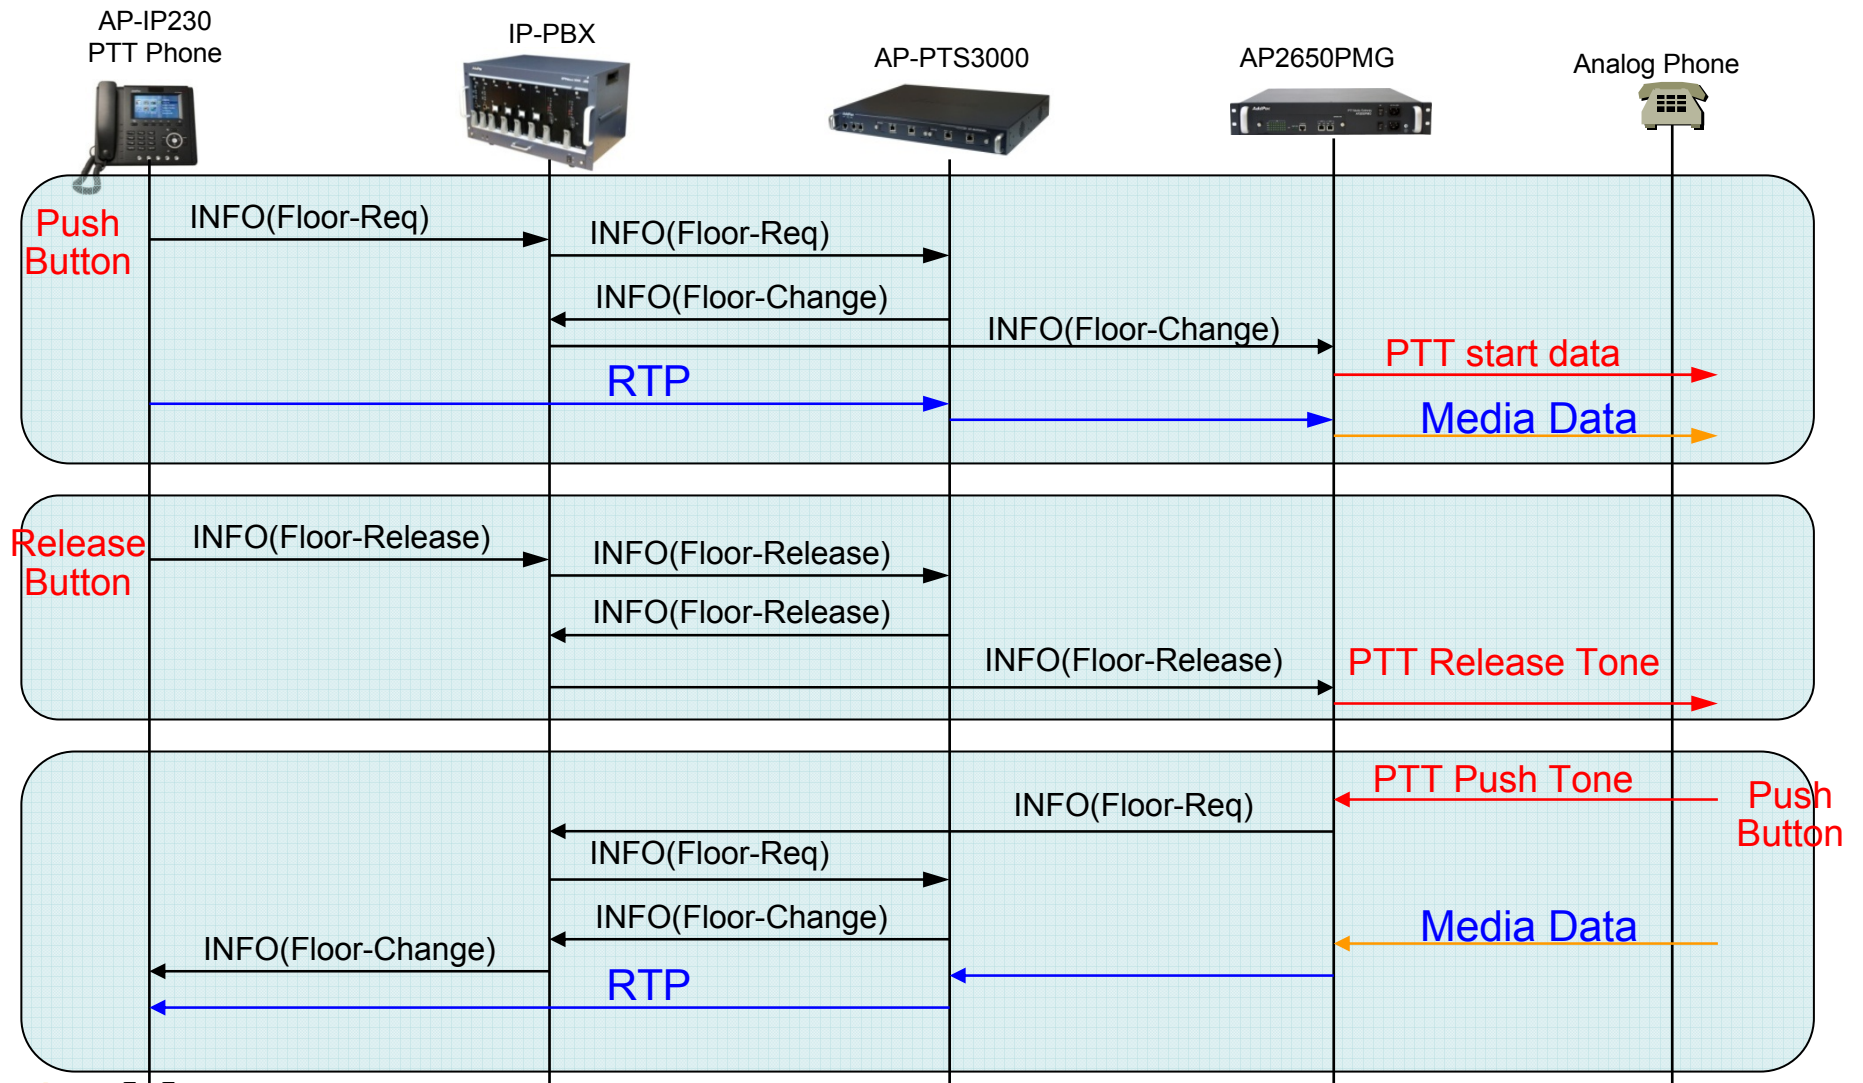 AP-IP230
PTT Phone
IP-PBX
AP-PTS3000
AP2650PMG
Analog Phone
Push
Button
INFO(Floor-Req)
INFO(Floor-Req)
INFO(Floor-Change)
INFO(Floor-Change)
PTT start data
RTP
Media Data
Release
Button
INFO(Floor-Release)
INFO(Floor-Release)
INFO(Floor-Release)
INFO(Floor-Release)
PTT Release Tone
PTT Push Tone
Push
Button
INFO(Floor-Req)
INFO(Floor-Req)
INFO(Floor-Change)
Media Data
INFO(Floor-Change)
RTP